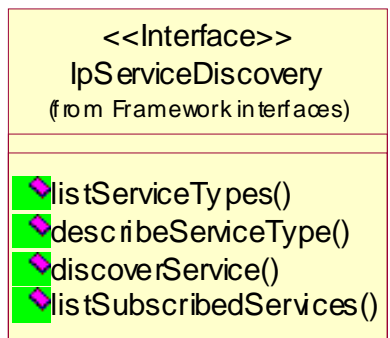 <<Interface>>
IpServiceDiscovery
(from Framework interfaces)
listServiceTypes()
describeServiceType()
discoverService()
listSubscribedServices()